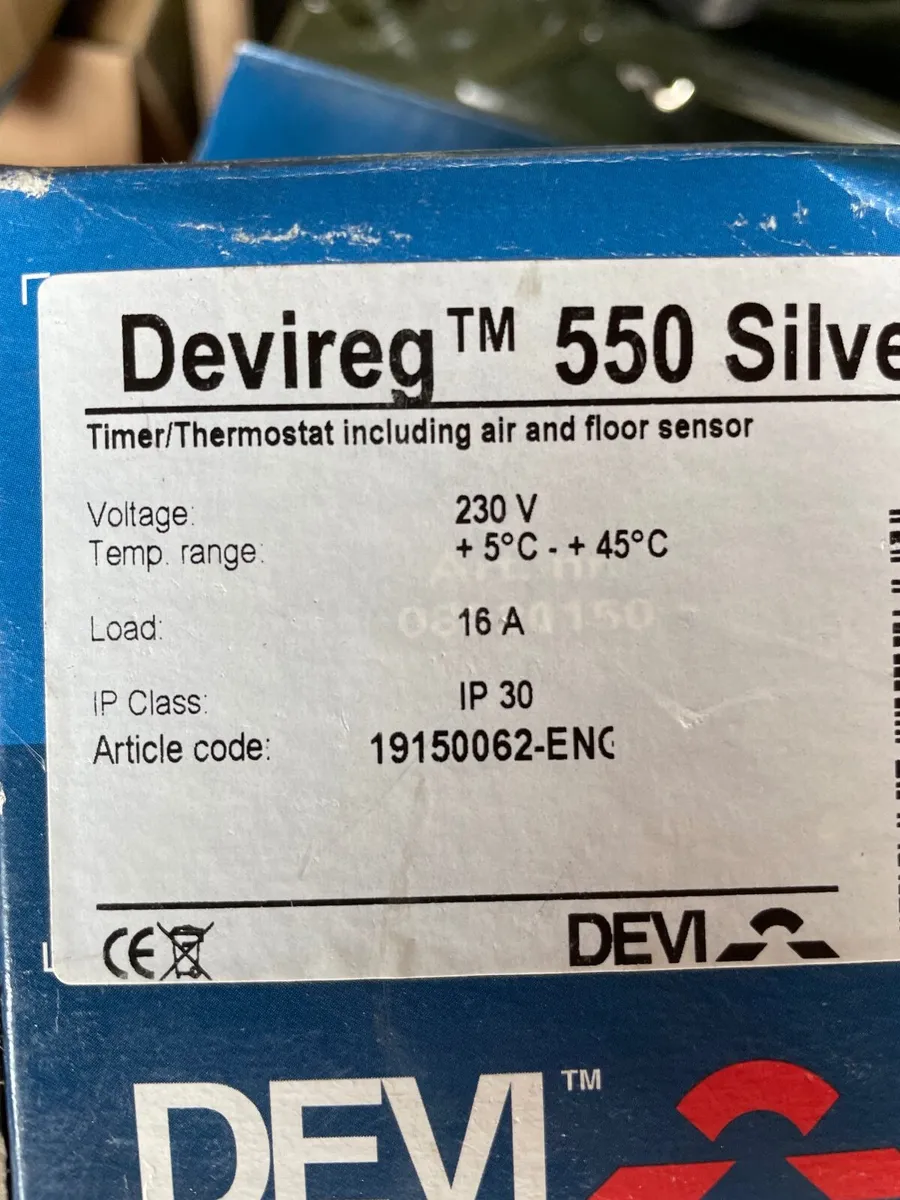 Devireg™ 550 Silve
Timer/Thermostat including air and floor sensor
Voltage: 230 V
Temp. range: + 5°C - + 45°C
Load: 16 A
IP Class: IP 30
Article code: 19150062-ENG
CE
DEVI
DEVI™